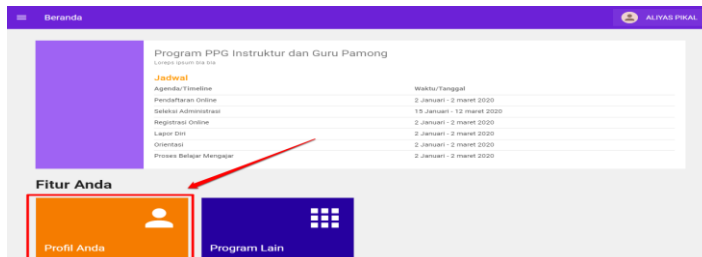 Beranda
ALIYAS PIKAL
Program PPG Instruktur dan Guru Pamong
Loreps ipsum bla bla
Jadwal
Agenda/Timeline Waktu/Tanggal
Pendaftaran Online 2 Januari - 2 maret 2020
Seleksi Administrasi 15 Januari - 12 maret 2020
Registrasi Online 2 Januari - 2 maret 2020
Lapor Diri 2 Januari - 2 maret 2020
Orientasi 2 Januari - 2 maret 2020
Proses Belajar Mengajar 2 Januari - 2 maret 2020
Fitur Anda
Profil Anda
Program Lain